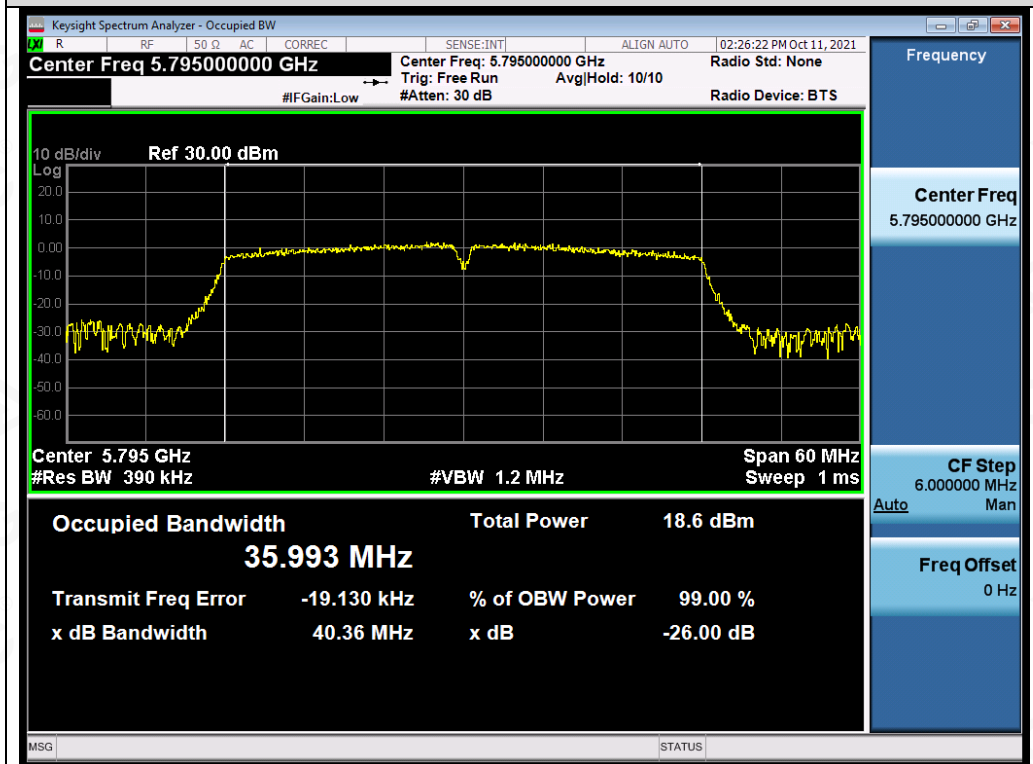 Keysight Spectrum Analyzer - Occupied BW
LXI R RF 50 Ω AC CORREC SENSE:INT ALIGN AUTO 02:26:22 PM Oct 11, 2021
Center Freq 5.795000000 GHz
Center Freq: 5.795000000 GHz
Radio Std: None
Trig: Free Run Avg|Hold: 10/10
#IFGain:Low
#Atten: 30 dB
Radio Device: BTS
10 dB/div Ref 30.00 dBm
Log
20.0
10.0
0.00
-10.0
-20.0
-30.0
-40.0
-50.0
-60.0
Center 5.795 GHz
Span 60 MHz
#Res BW 390 kHz
#VBW 1.2 MHz
Sweep 1 ms
Occupied Bandwidth
Total Power 18.6 dBm
35.993 MHz
Transmit Freq Error -19.130 kHz
% of OBW Power 99.00 %
x dB Bandwidth 40.36 MHz
x dB -26.00 dB
Frequency
Center Freq
5.795000000 GHz
CF Step
6.000000 MHz
Auto Man
Freq Offset
0 Hz
MSG
STATUS